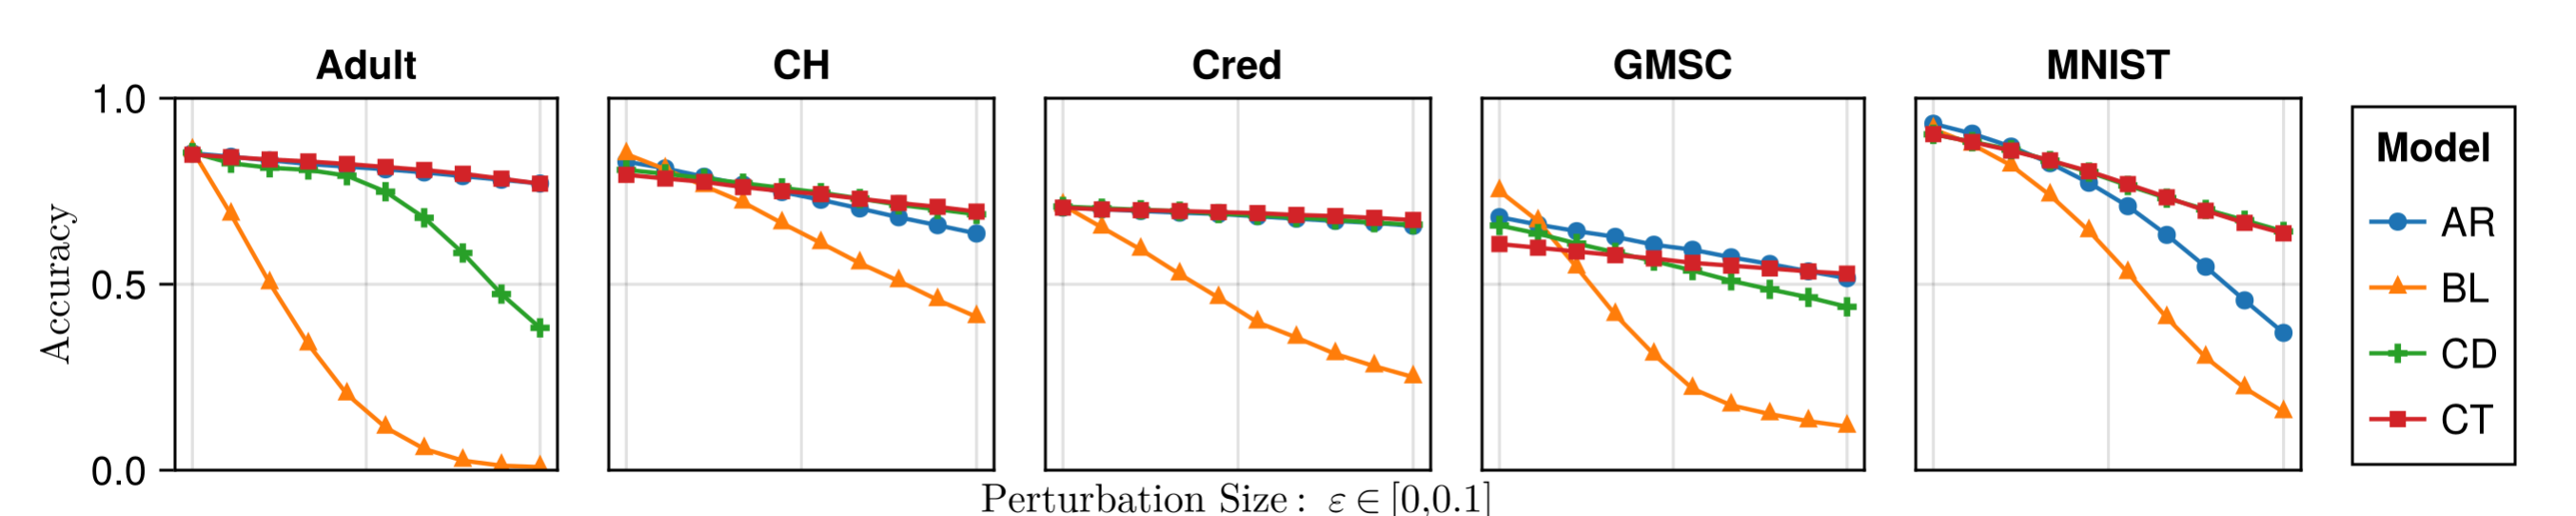 Adult CH Cred GMSC MNIST
1.0
0.5
0.0
Accuracy
Perturbation Size : ε ∈ [0,0.1]
Model
AR
BL
CD
CT